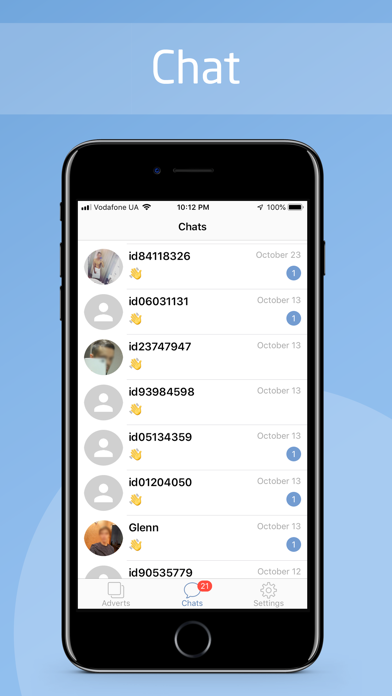 Chat
Vodafone UA 10:12 PM 100%
Chats
id84118326 October 23
👋 1
id06031131 October 13
👋 1
id23747947 October 13
👋
id93984598 October 13
👋
id05134359 October 13
👋 1
id01204050 October 13
👋
Glenn October 13
👋 1
id90535779 October 12
21
Adverts Chats Settings